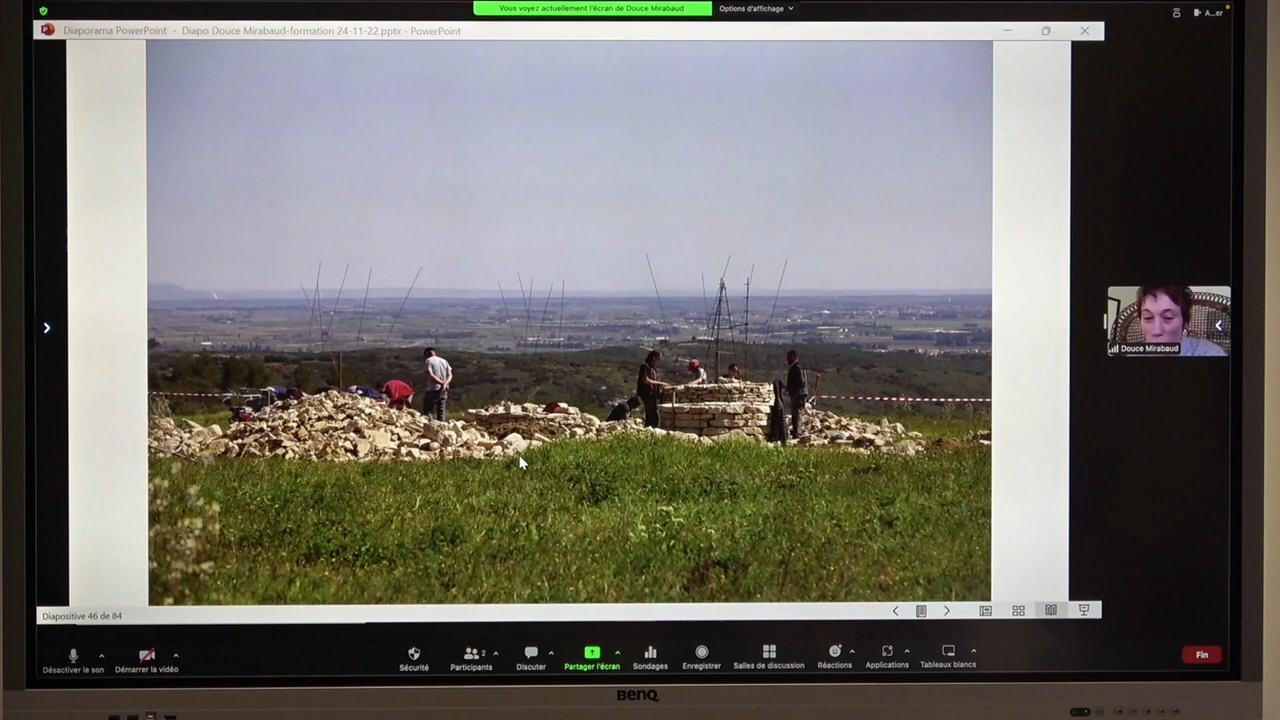 Vous voyez actuellement l'écran de Douce Mirabaud
Options d'affichage
A...er
Diaporama PowerPoint - Diapo Douce Mirabaud-formation 24-11-22.pptx - PowerPoint
Douce Mirabaud
Diapositive 46 de 84
Désactiver le son
Démarrer la vidéo
Sécurité
Participants
2
Discuter
Partager l'écran
Sondages
Enregistrer
Salles de discussion
Réactions
Applications
Tableaux blancs
Fin
BenQ